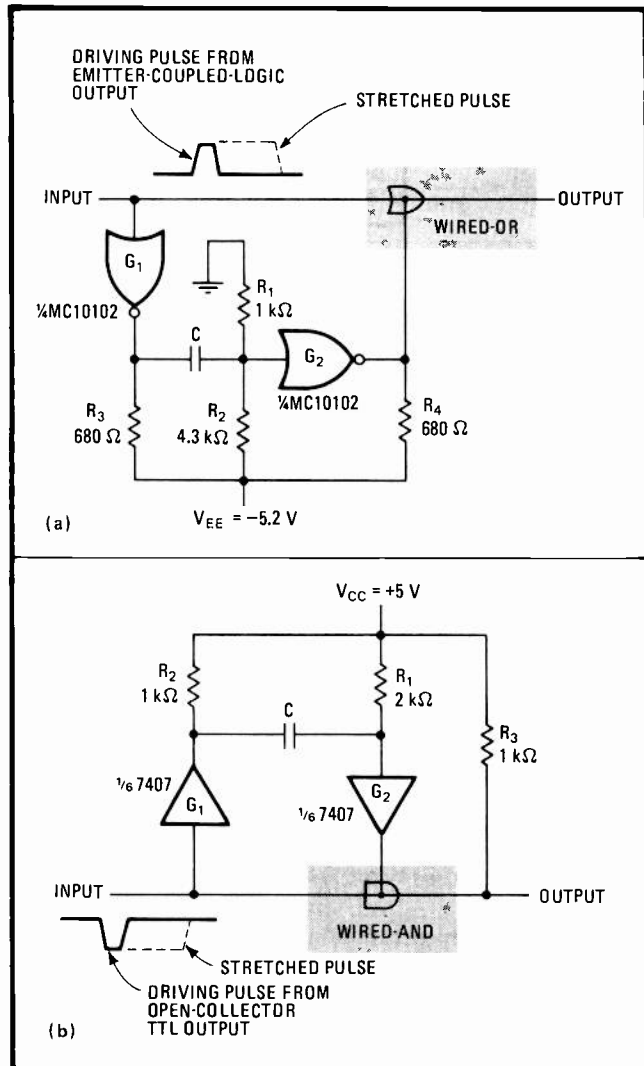 DRIVING PULSE FROM
EMITTER-COUPLED-LOGIC
OUTPUT
STRETCHED PULSE
INPUT
OUTPUT
WIRED-OR
G1
¼MC10102
R1
1 kΩ
C
G2
¼MC10102
R3
680 Ω
R2
4.3 kΩ
R4
680 Ω
VEE = −5.2 V
(a)
VCC = +5 V
R2
1 kΩ
C
R1
2 kΩ
R3
1 kΩ
1/6 7407
G1
1/6 7407
G2
INPUT
OUTPUT
WIRED-AND
STRETCHED PULSE
DRIVING PULSE FROM
OPEN-COLLECTOR
TTL OUTPUT
(b)